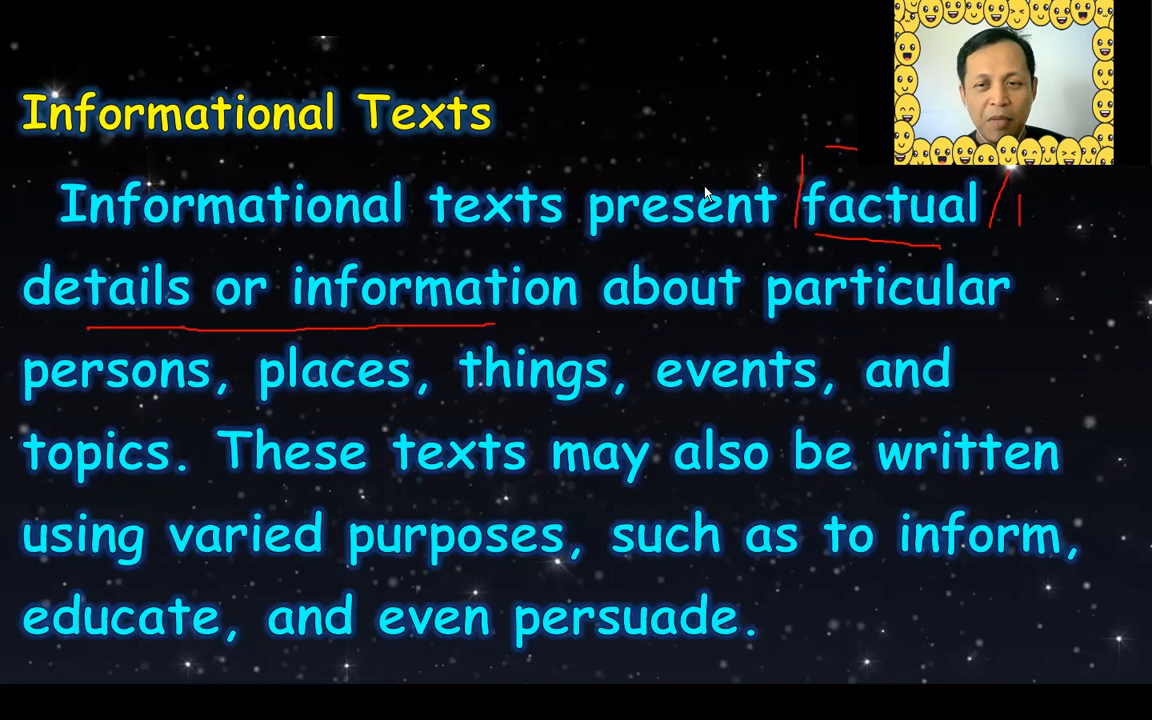 Informational Texts
Informational texts present factual
details or information about particular
persons, places, things, events, and
topics. These texts may also be written
using varied purposes, such as to inform,
educate, and even persuade.